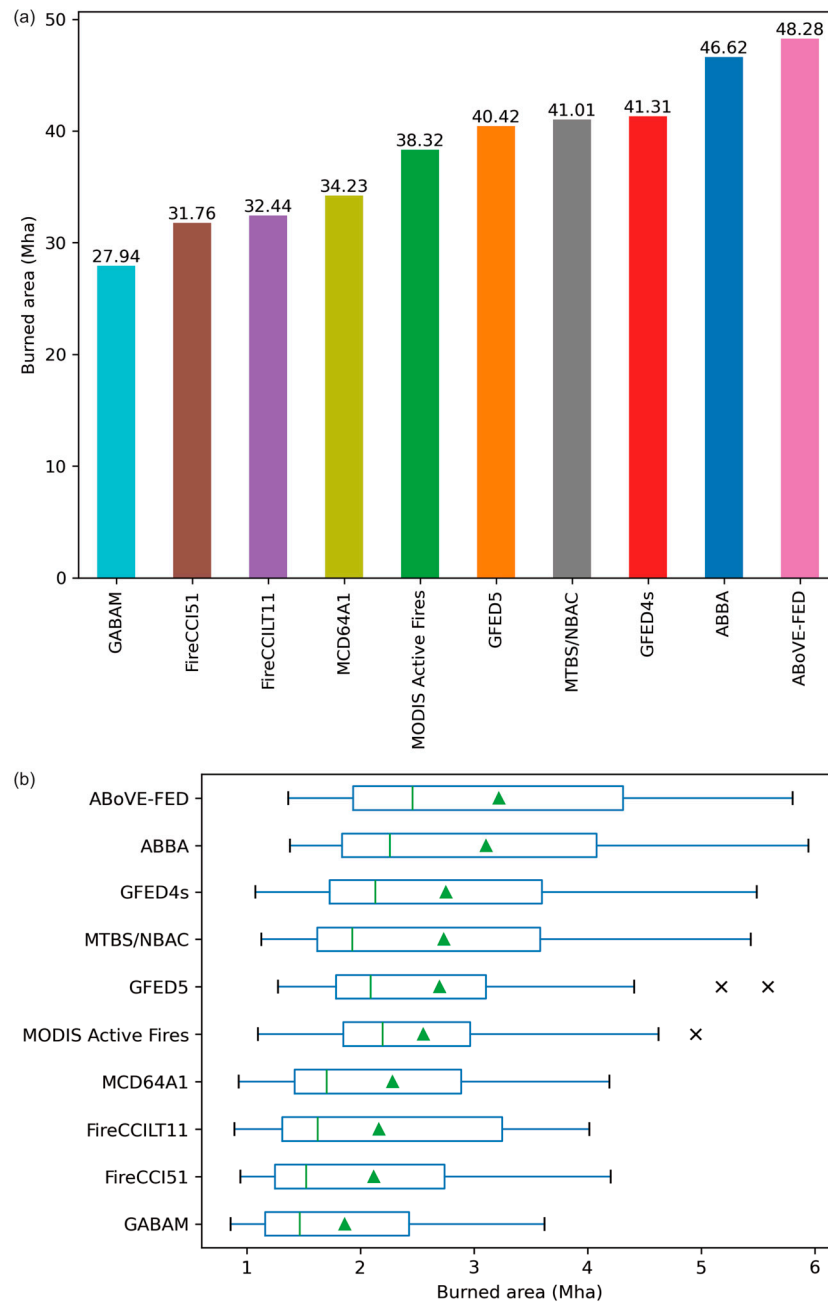 (a)
50
40
30
20
10
0
Burned area (Mha)
27.94
31.76
32.44
34.23
38.32
40.42
41.01
41.31
46.62
48.28
GABAM
FireCCI51
FireCCILT11
MCD64A1
MODIS Active Fires
GFED5
MTBS/NBAC
GFED4s
ABBA
ABoVE-FED
(b)
ABoVE-FED
ABBA
GFED4s
MTBS/NBAC
GFED5
MODIS Active Fires
MCD64A1
FireCCILT11
FireCCI51
GABAM
1 2 3 4 5 6
Burned area (Mha)